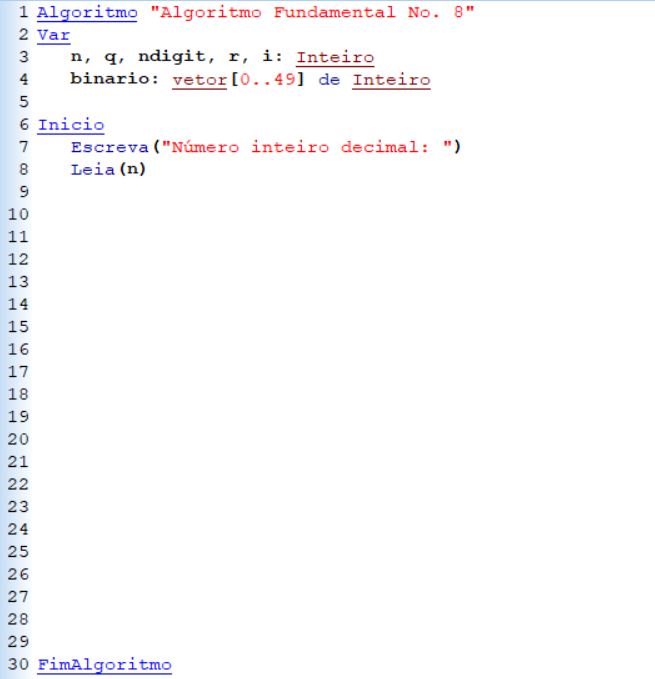 1 Algoritmo "Algoritmo Fundamental No. 8"
2 Var
3 n, q, ndigit, r, i: Inteiro
4 binario: vetor[0..49] de Inteiro
5
6 Inicio
7 Escreva("Número inteiro decimal: ")
8 Leia(n)
9
10
11
12
13
14
15
16
17
18
19
20
21
22
23
24
25
26
27
28
29
30 FimAlgoritmo